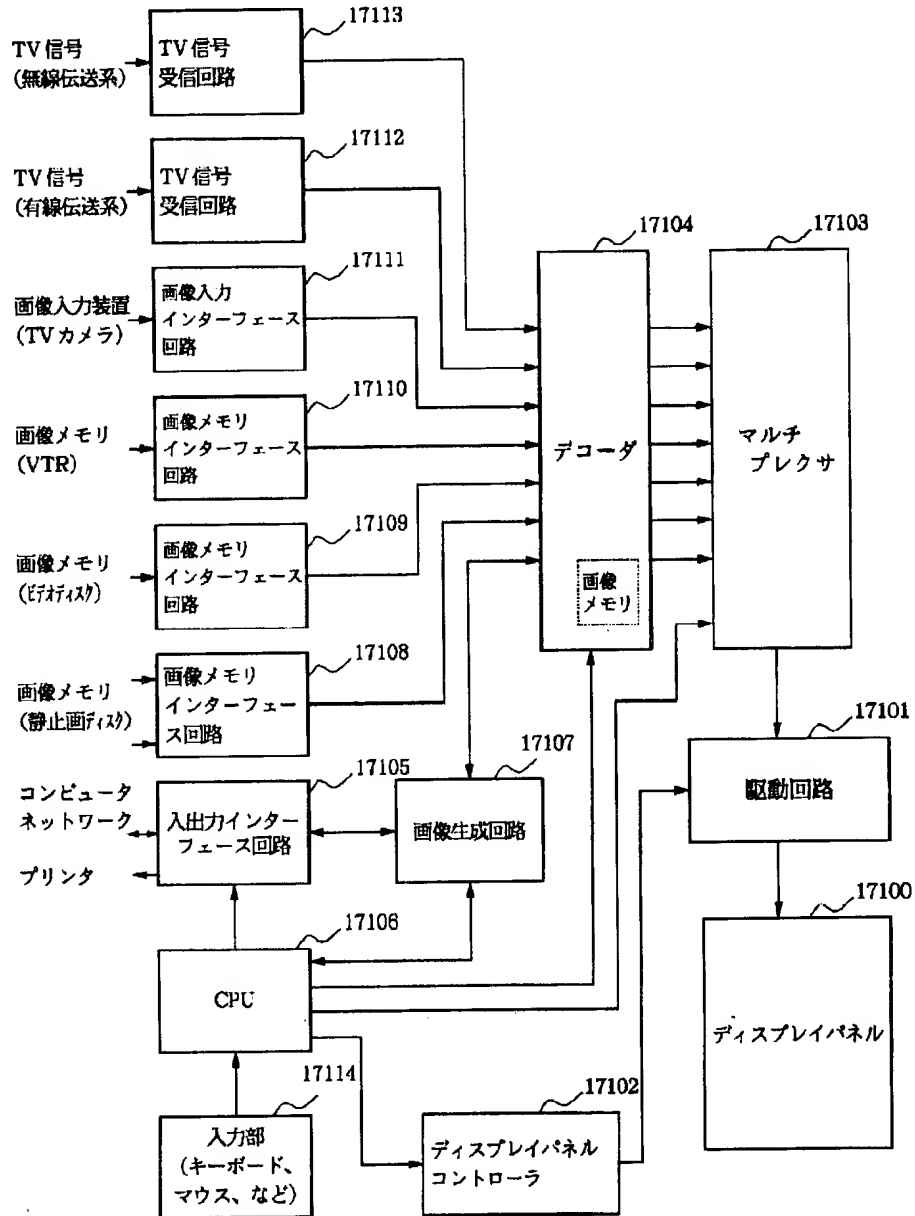 17113
TV 信号
(無線伝送系)
TV 信号
受信回路
17112
TV 信号
(有線伝送系)
TV 信号
受信回路
17111
画像入力装置
(TV カメラ)
画像入力
インターフェース
回路
17110
画像メモリ
(VTR)
画像メモリ
インターフェース
回路
17109
画像メモリ
(ビデオディスク)
画像メモリ
インターフェース
回路
17108
画像メモリ
(静止画ディスク)
画像メモリ
インターフェー
ス回路
17105
コンピュータ
ネットワーク
プリンタ
入出力インター
フェース回路
17107
画像生成回路
17106
CPU
17114
入力部
(キーボード、
マウス、など)
17104
デコーダ
画像
メモリ
17103
マルチ
プレクサ
17101
駆動回路
17100
ディスプレイパネル
17102
ディスプレイパネル
コントローラ